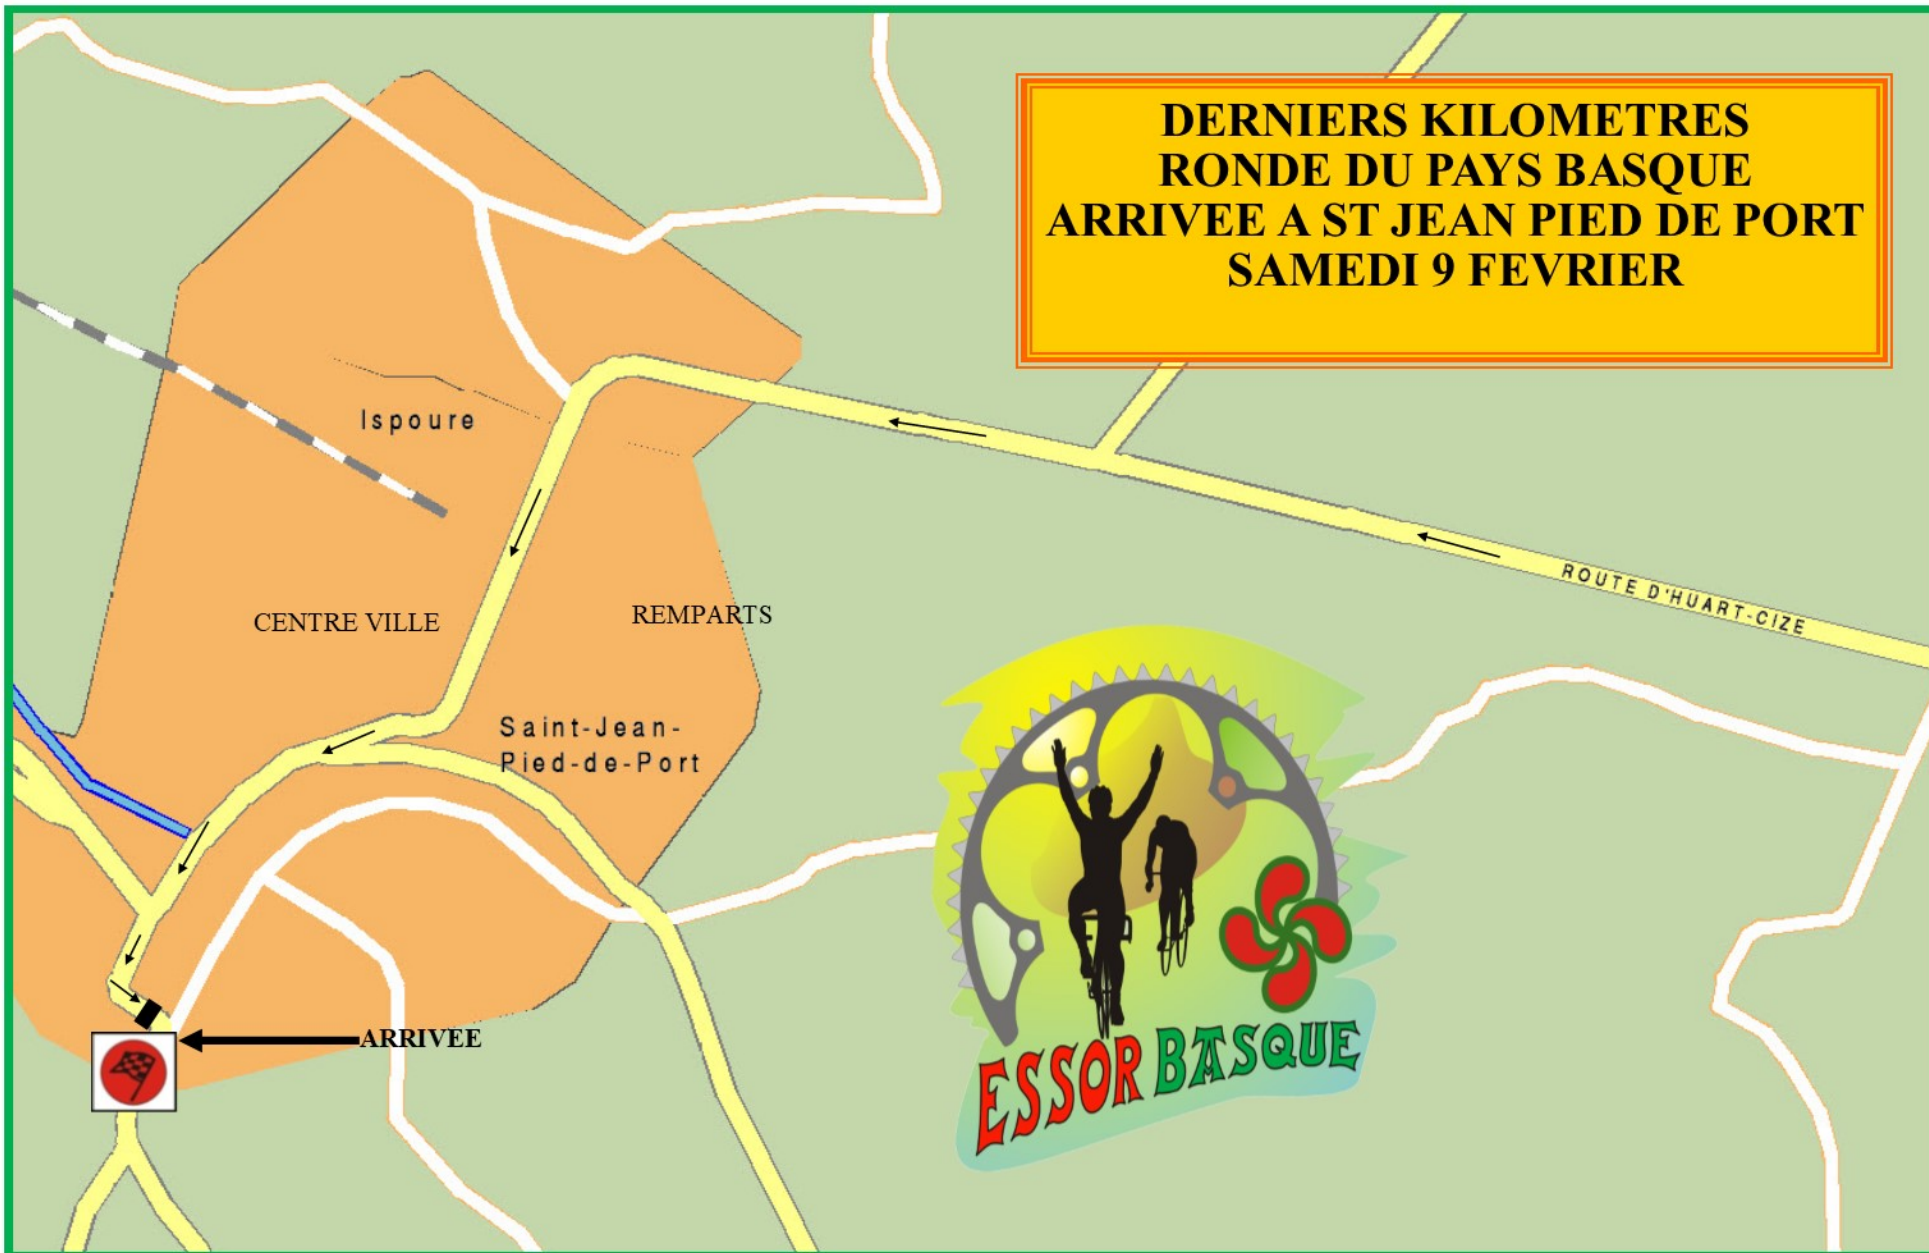 DERNIERS KILOMETRES
RONDE DU PAYS BASQUE
ARRIVEE A ST JEAN PIED DE PORT
SAMEDI 9 FEVRIER
Ispoure
ROUTE D'HUART-CIZE
CENTRE VILLE
REMPARTS
Saint-Jean-
Pied-de-Port
ARRIVEE
ESSOR BASQUE